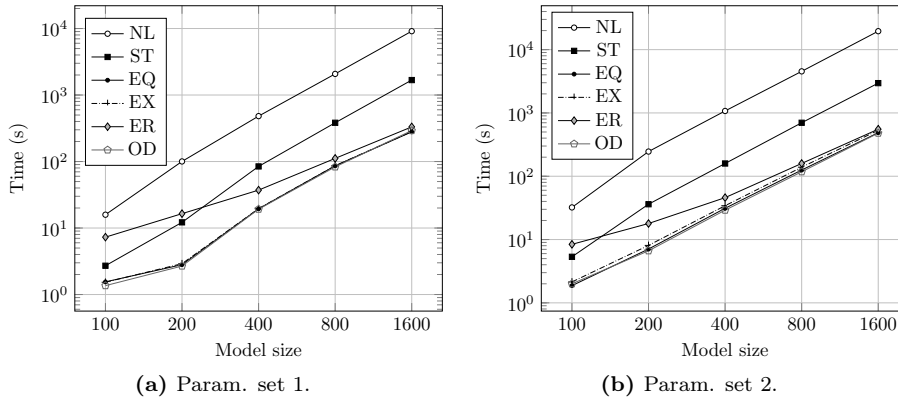 10^4
10^3
10^2
10^1
10^0
Time (s)
NL
ST
EQ
EX
ER
OD
100 200 400 800 1600
Model size
(a) Param. set 1.
10^4
10^3
10^2
10^1
10^0
Time (s)
NL
ST
EQ
EX
ER
OD
100 200 400 800 1600
Model size
(b) Param. set 2.